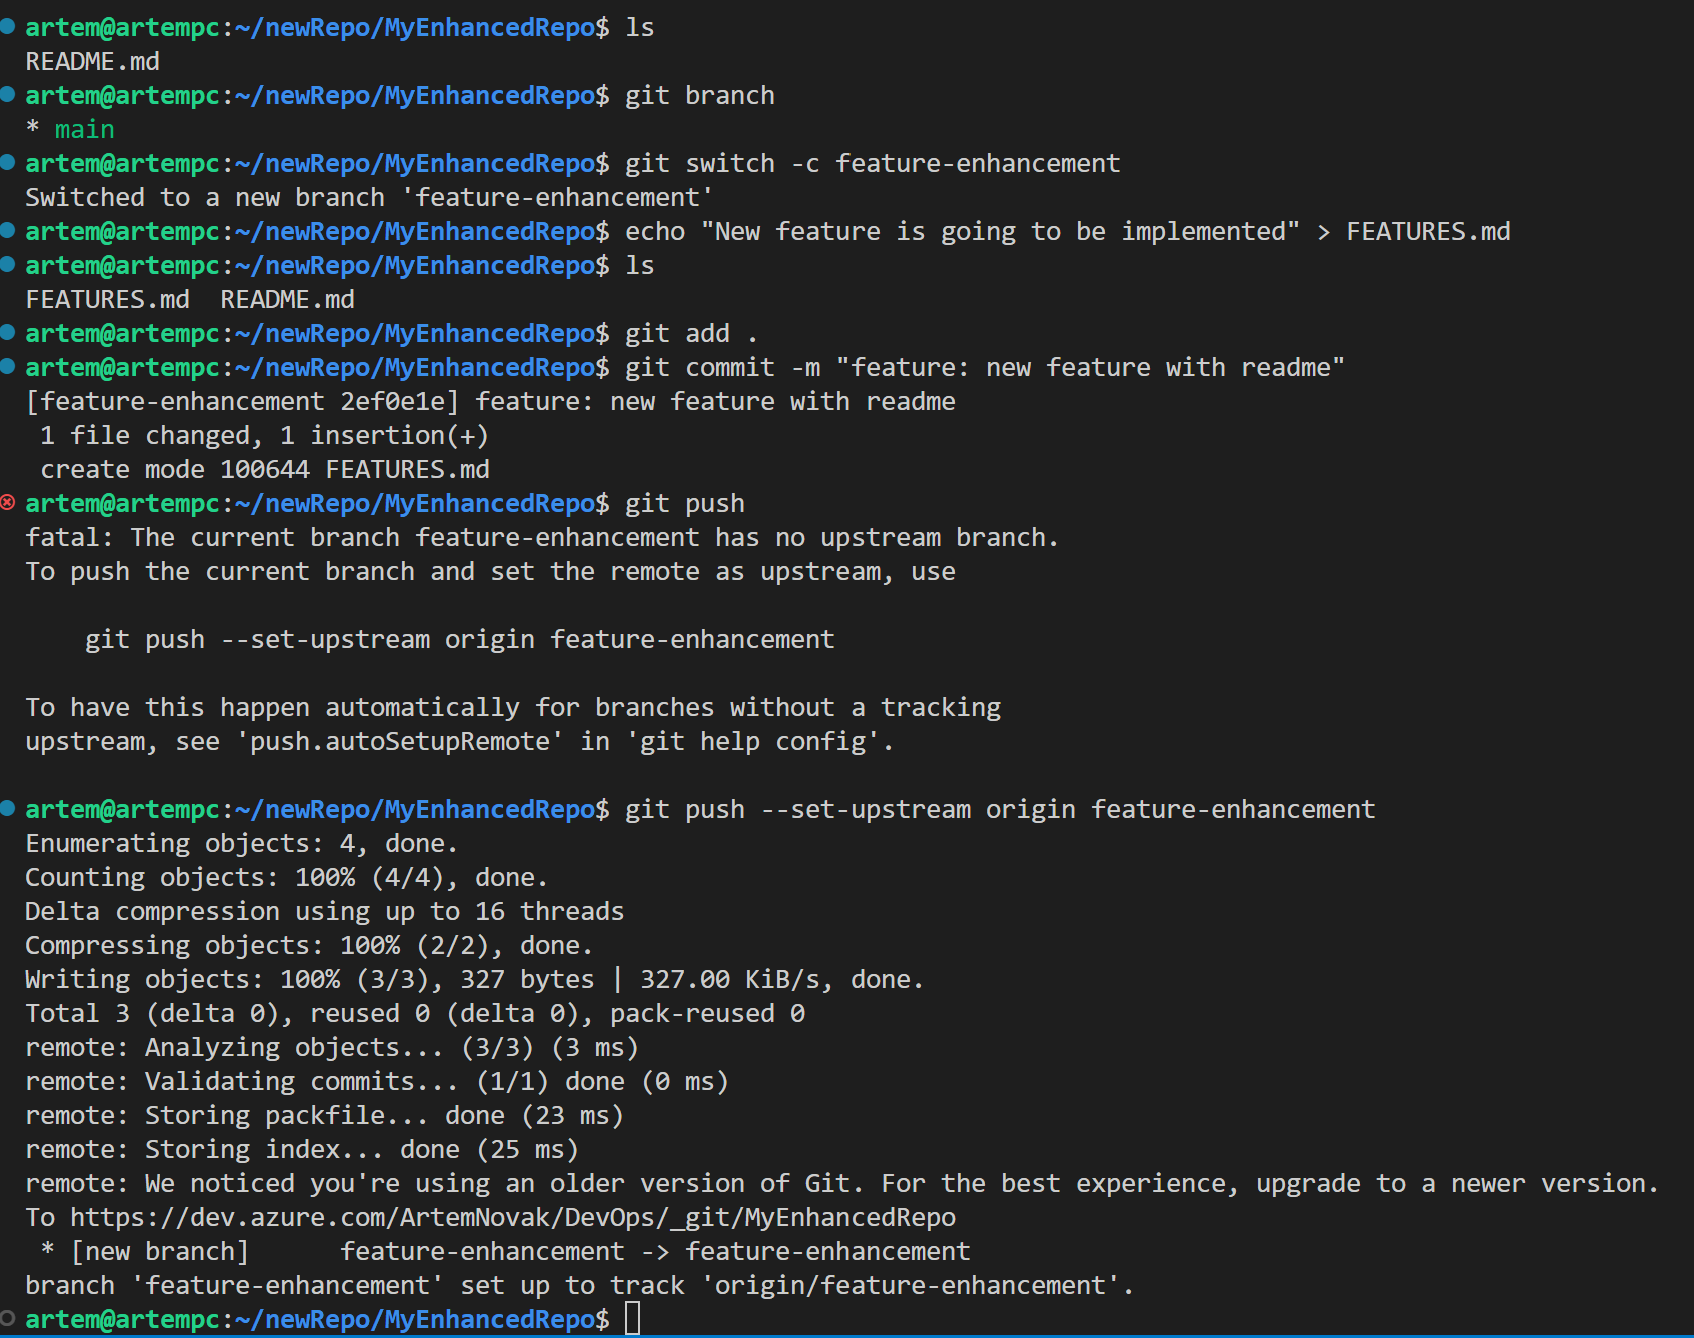 artem@artempc:~/newRepo/MyEnhancedRepo$ ls
README.md
artem@artempc:~/newRepo/MyEnhancedRepo$ git branch
* main
artem@artempc:~/newRepo/MyEnhancedRepo$ git switch -c feature-enhancement
Switched to a new branch 'feature-enhancement'
artem@artempc:~/newRepo/MyEnhancedRepo$ echo "New feature is going to be implemented" > FEATURES.md
artem@artempc:~/newRepo/MyEnhancedRepo$ ls
FEATURES.md  README.md
artem@artempc:~/newRepo/MyEnhancedRepo$ git add .
artem@artempc:~/newRepo/MyEnhancedRepo$ git commit -m "feature: new feature with readme"
[feature-enhancement 2ef0e1e] feature: new feature with readme
 1 file changed, 1 insertion(+)
 create mode 100644 FEATURES.md
artem@artempc:~/newRepo/MyEnhancedRepo$ git push
fatal: The current branch feature-enhancement has no upstream branch.
To push the current branch and set the remote as upstream, use
    git push --set-upstream origin feature-enhancement
To have this happen automatically for branches without a tracking
upstream, see 'push.autoSetupRemote' in 'git help config'.
artem@artempc:~/newRepo/MyEnhancedRepo$ git push --set-upstream origin feature-enhancement
Enumerating objects: 4, done.
Counting objects: 100% (4/4), done.
Delta compression using up to 16 threads
Compressing objects: 100% (2/2), done.
Writing objects: 100% (3/3), 327 bytes | 327.00 KiB/s, done.
Total 3 (delta 0), reused 0 (delta 0), pack-reused 0
remote: Analyzing objects... (3/3) (3 ms)
remote: Validating commits... (1/1) done (0 ms)
remote: Storing packfile... done (23 ms)
remote: Storing index... done (25 ms)
remote: We noticed you're using an older version of Git. For the best experience, upgrade to a newer version.
To https://dev.azure.com/ArtemNovak/DevOps/_git/MyEnhancedRepo
 * [new branch]      feature-enhancement -> feature-enhancement
branch 'feature-enhancement' set up to track 'origin/feature-enhancement'.
artem@artempc:~/newRepo/MyEnhancedRepo$